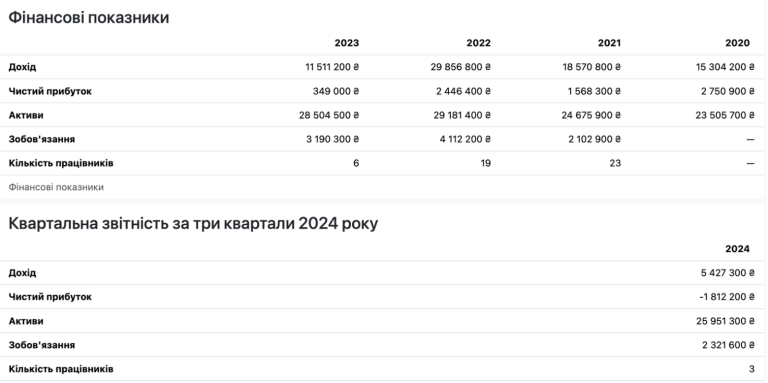 Фінансові показники
2023 2022 2021 2020
Дохід 11 511 200 ₴ 29 856 800 ₴ 18 570 800 ₴ 15 304 200 ₴
Чистий прибуток 349 000 ₴ 2 446 400 ₴ 1 568 300 ₴ 2 750 900 ₴
Активи 28 504 500 ₴ 29 181 400 ₴ 24 675 900 ₴ 23 505 700 ₴
Зобов'язання 3 190 300 ₴ 4 112 200 ₴ 2 102 900 ₴ —
Кількість працівників 6 19 23 —
Фінансові показники
Квартальна звітність за три квартали 2024 року
2024
Дохід 5 427 300 ₴
Чистий прибуток -1 812 200 ₴
Активи 25 951 300 ₴
Зобов'язання 2 321 600 ₴
Кількість працівників 3